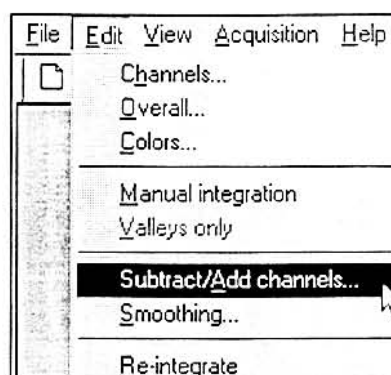 File Edit View Acquisition Help
Channels...
Overall...
Colors...
Manual integration
Valleys only
Subtract/Add channels...
Smoothing...
Re-integrate